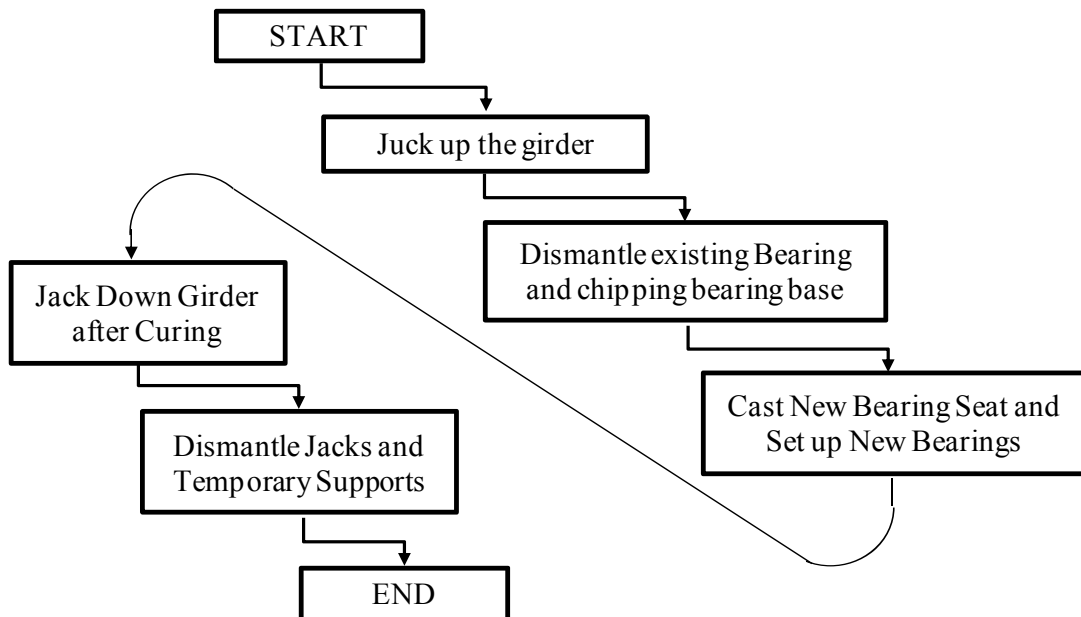 START
Juck up the girder
Dismantle existing Bearing
and chipping bearing base
Cast New Bearing Seat and
Set up New Bearings
Jack Down Girder
after Curing
Dismantle Jacks and
Temporary Supports
END